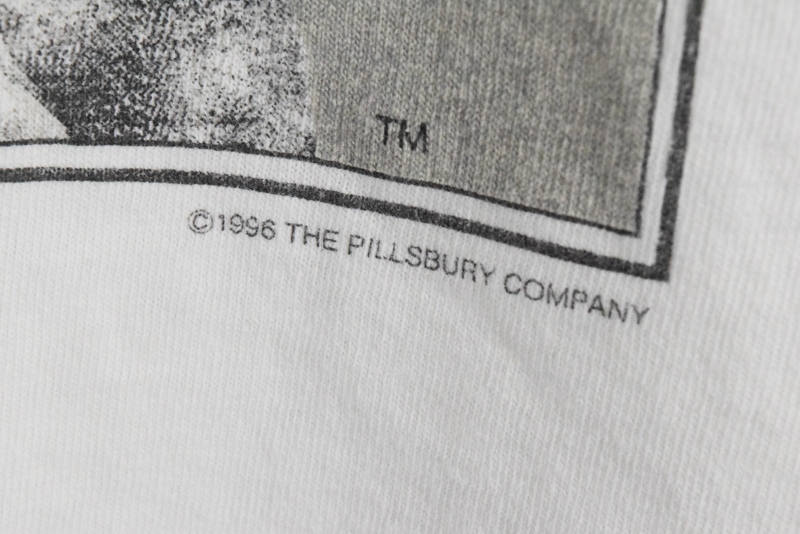 TM
©1996 THE PILLSBURY COMPANY